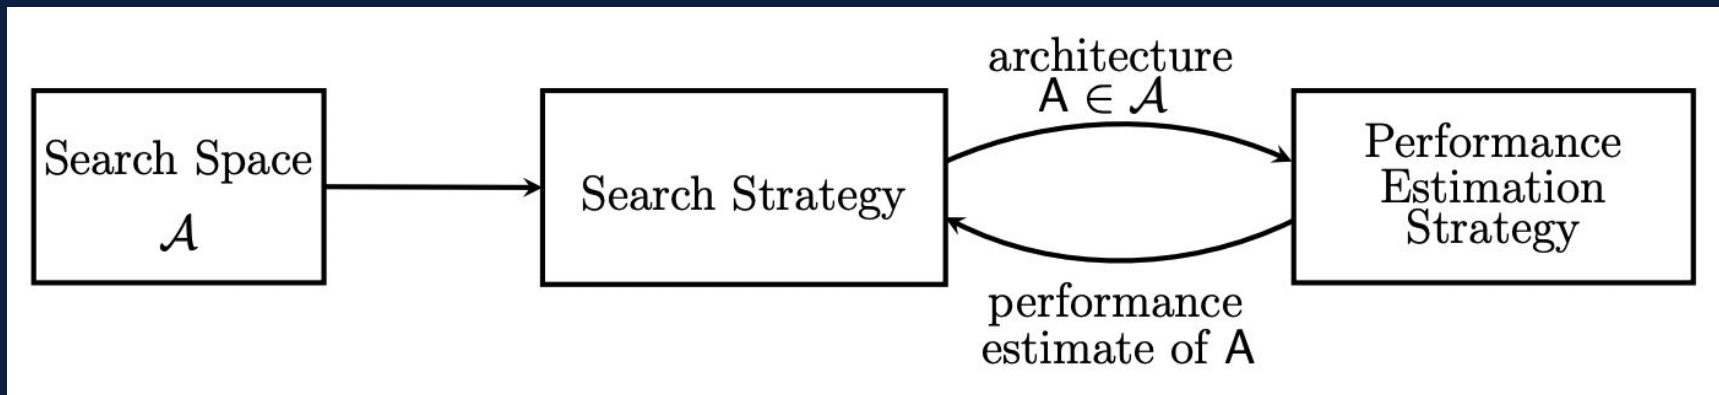 Search Space
𝒜
Search Strategy
architecture
A ∈ 𝒜
performance
estimate of A
Performance
Estimation
Strategy